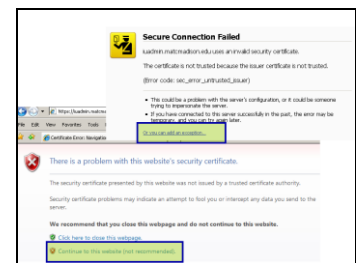 Secure Connection Failed
iuadmin.matcmadison.edu uses an invalid security certificate.
The certificate is not trusted because the issuer certificate is not trusted.
(Error code: sec_error_untrusted_issuer)
This could be a problem with the server's configuration, or it could be someone
trying to impersonate the server.
If you have connected to this server successfully in the past, the error may be
temporary, and you can try again later.
Or you can add an exception...
File Edit View Favorites Tools
Certificate Error: Navigation
There is a problem with this website's security certificate.
The security certificate presented by this website was not issued by a trusted certificate authority.
Security certificate problems may indicate an attempt to fool you or intercept any data you send to the
server.
We recommend that you close this webpage and do not continue to this website.
Click here to close this webpage.
Continue to this website (not recommended).